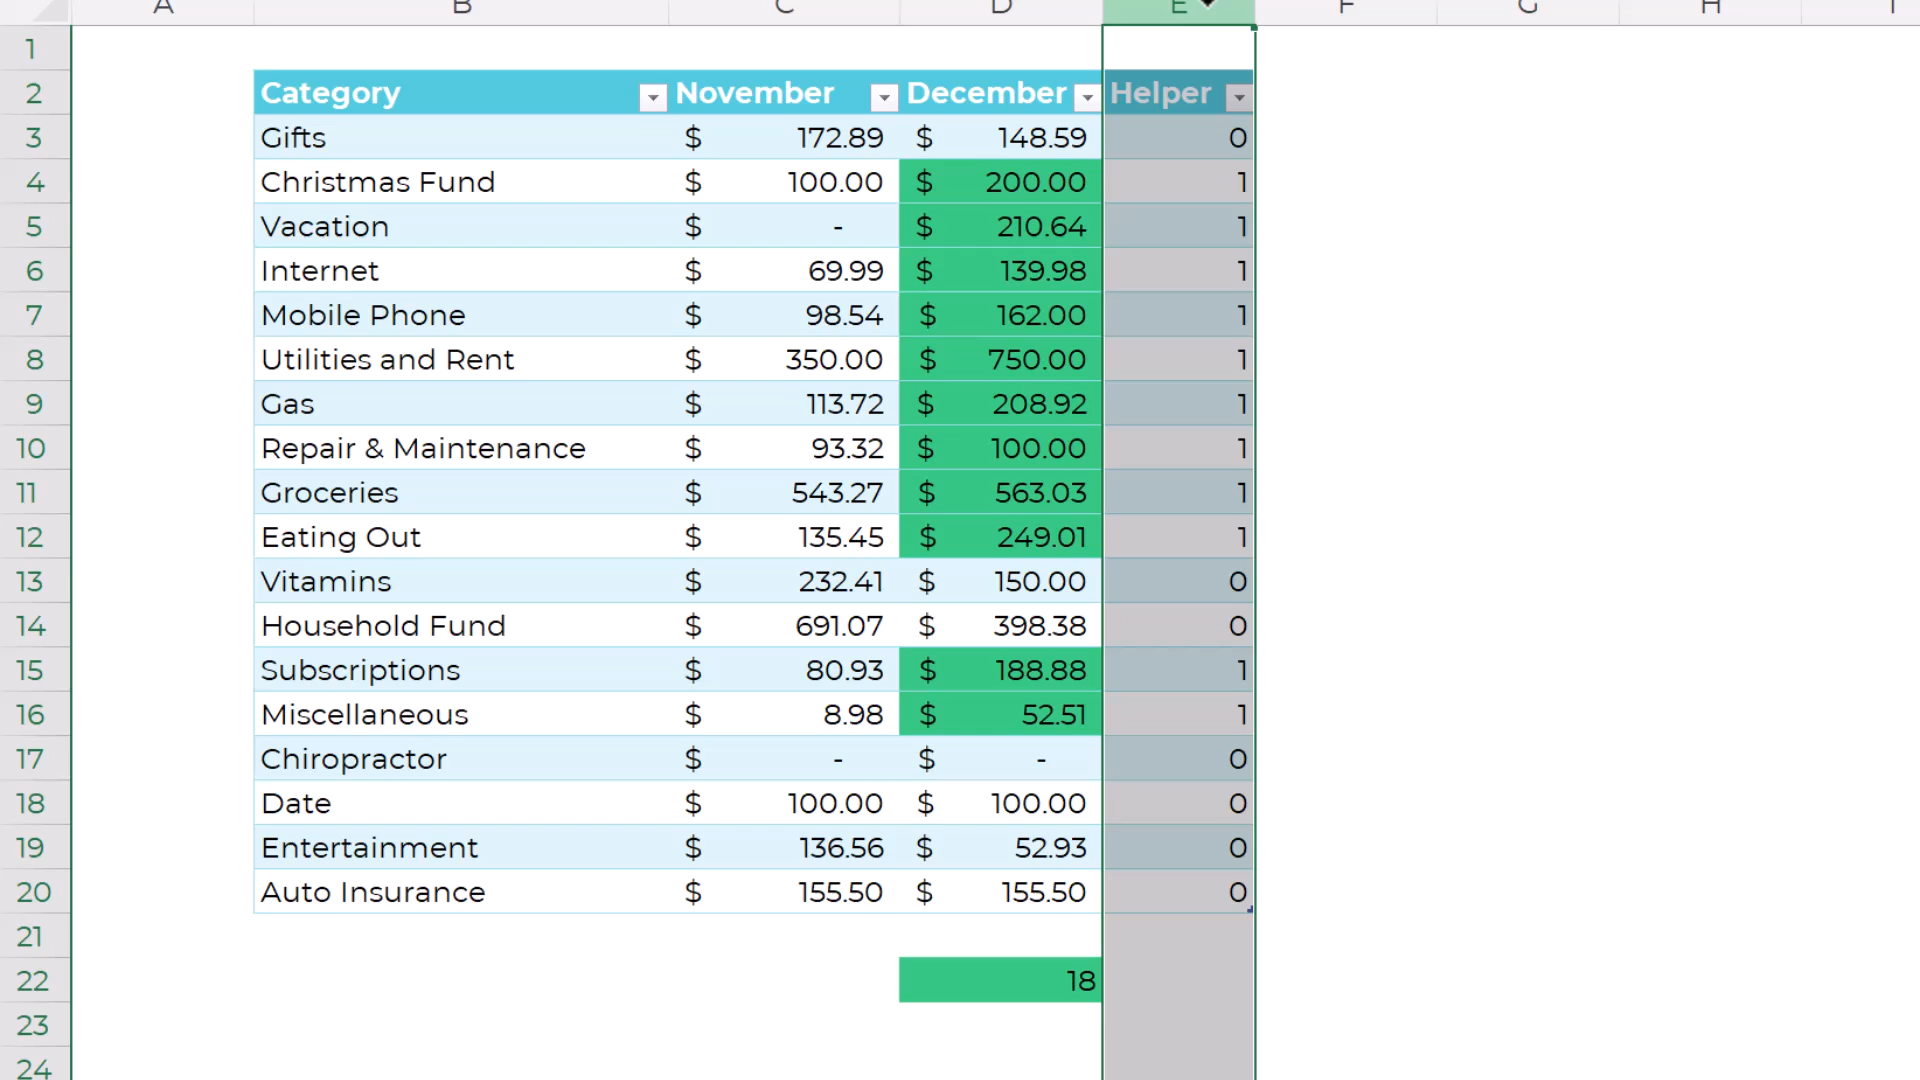 A B C D E F G H
1
2 Category November December Helper
3 Gifts $ 172.89 $ 148.59 0
4 Christmas Fund $ 100.00 $ 200.00 1
5 Vacation $ - $ 210.64 1
6 Internet $ 69.99 $ 139.98 1
7 Mobile Phone $ 98.54 $ 162.00 1
8 Utilities and Rent $ 350.00 $ 750.00 1
9 Gas $ 113.72 $ 208.92 1
10 Repair & Maintenance $ 93.32 $ 100.00 1
11 Groceries $ 543.27 $ 563.03 1
12 Eating Out $ 135.45 $ 249.01 1
13 Vitamins $ 232.41 $ 150.00 0
14 Household Fund $ 691.07 $ 398.38 0
15 Subscriptions $ 80.93 $ 188.88 1
16 Miscellaneous $ 8.98 $ 52.51 1
17 Chiropractor $ - $ - 0
18 Date $ 100.00 $ 100.00 0
19 Entertainment $ 136.56 $ 52.93 0
20 Auto Insurance $ 155.50 $ 155.50 0
21
22 18
23
24